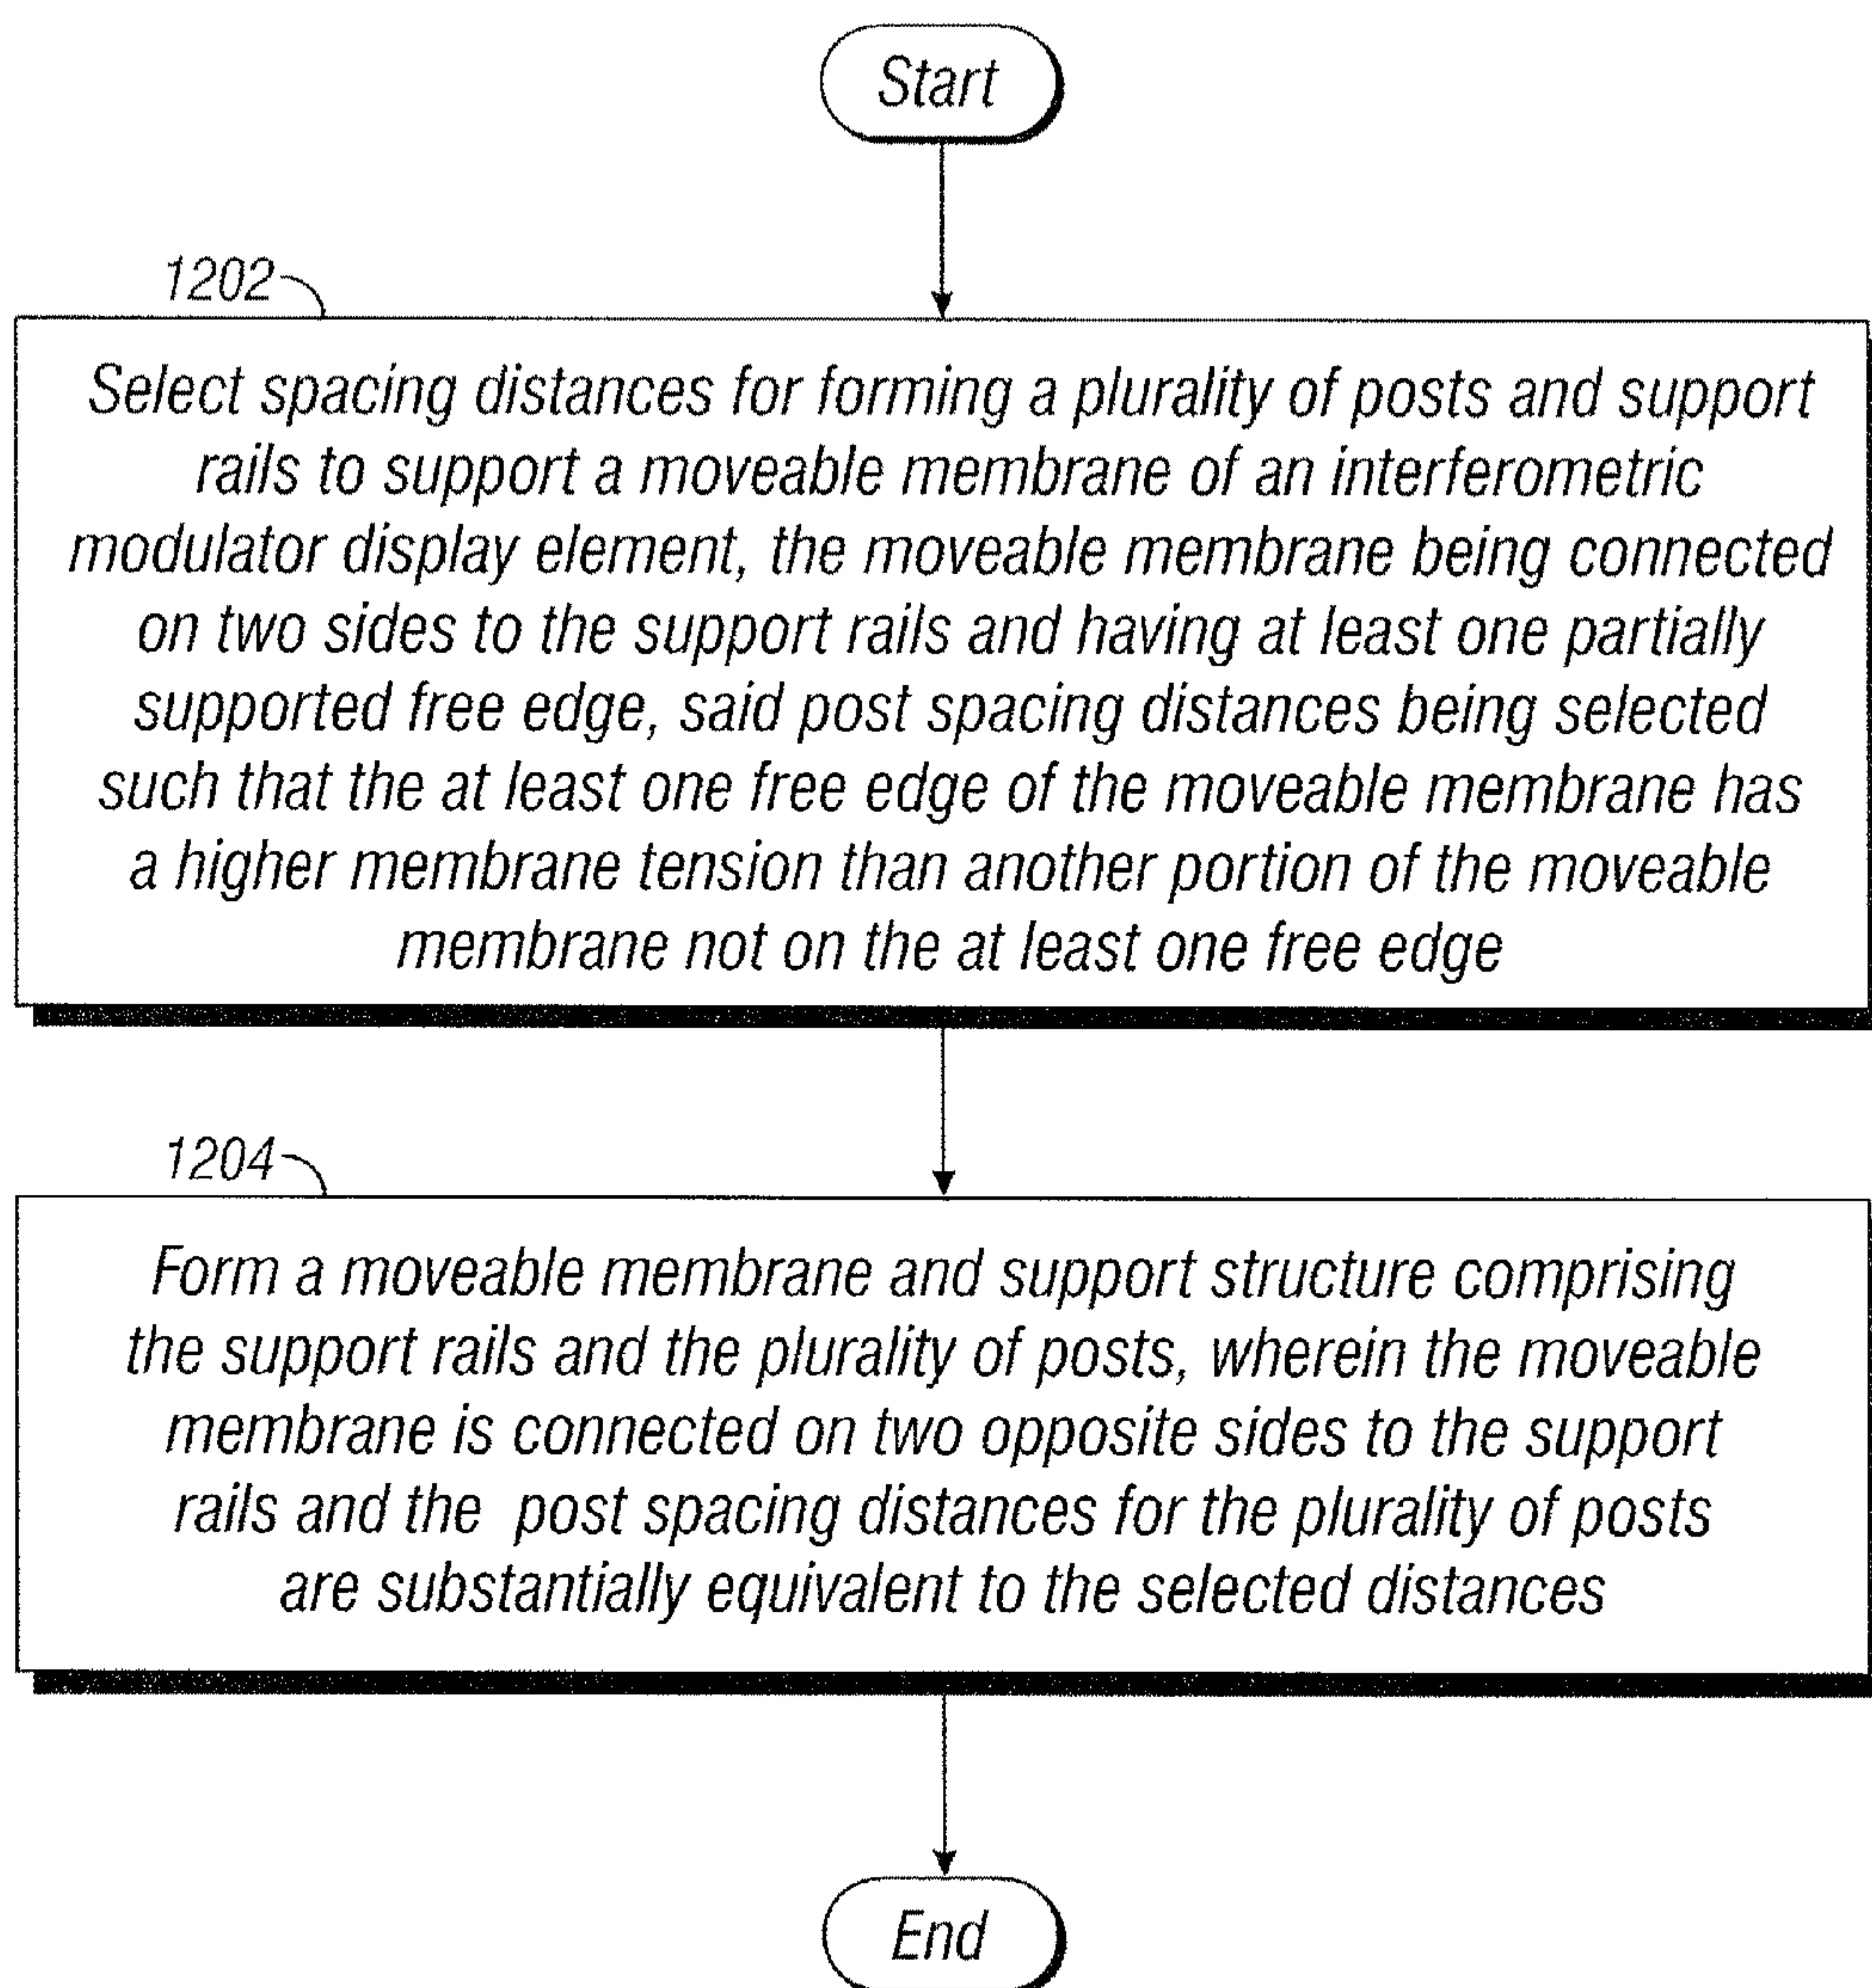 Start
1202
Select spacing distances for forming a plurality of posts and support
rails to support a moveable membrane of an interferometric
modulator display element, the moveable membrane being connected
on two sides to the support rails and having at least one partially
supported free edge, said post spacing distances being selected
such that the at least one free edge of the moveable membrane has
a higher membrane tension than another portion of the moveable
membrane not on the at least one free edge
1204
Form a moveable membrane and support structure comprising
the support rails and the plurality of posts, wherein the moveable
membrane is connected on two opposite sides to the support
rails and the post spacing distances for the plurality of posts
are substantially equivalent to the selected distances
End